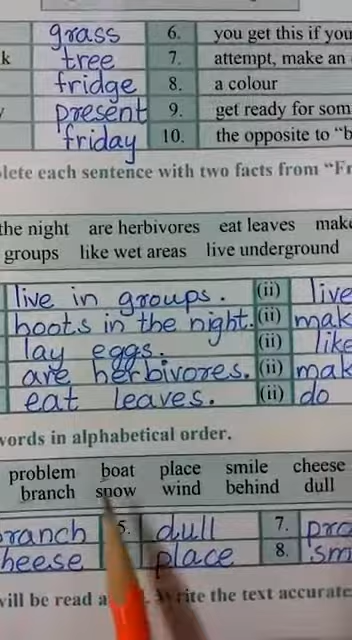 grass 6. you get this if you
k tree 7. attempt, make an
fridge 8. a colour
y present 9. get ready for som
friday 10. the opposite to "b
lete each sentence with two facts from "Fr
the night are herbivores eat leaves make
groups like wet areas live underground
live in groups. (ii) live
hoots in the night. (ii) mak
lay eggs. (ii) like
are herbivores. (ii) mak
eat leaves. (ii) do
words in alphabetical order.
problem boat place smile cheese
branch snow wind behind dull
ranch 5. dull 7. pro
heese place 8. smi
will be read a Write the text accurate